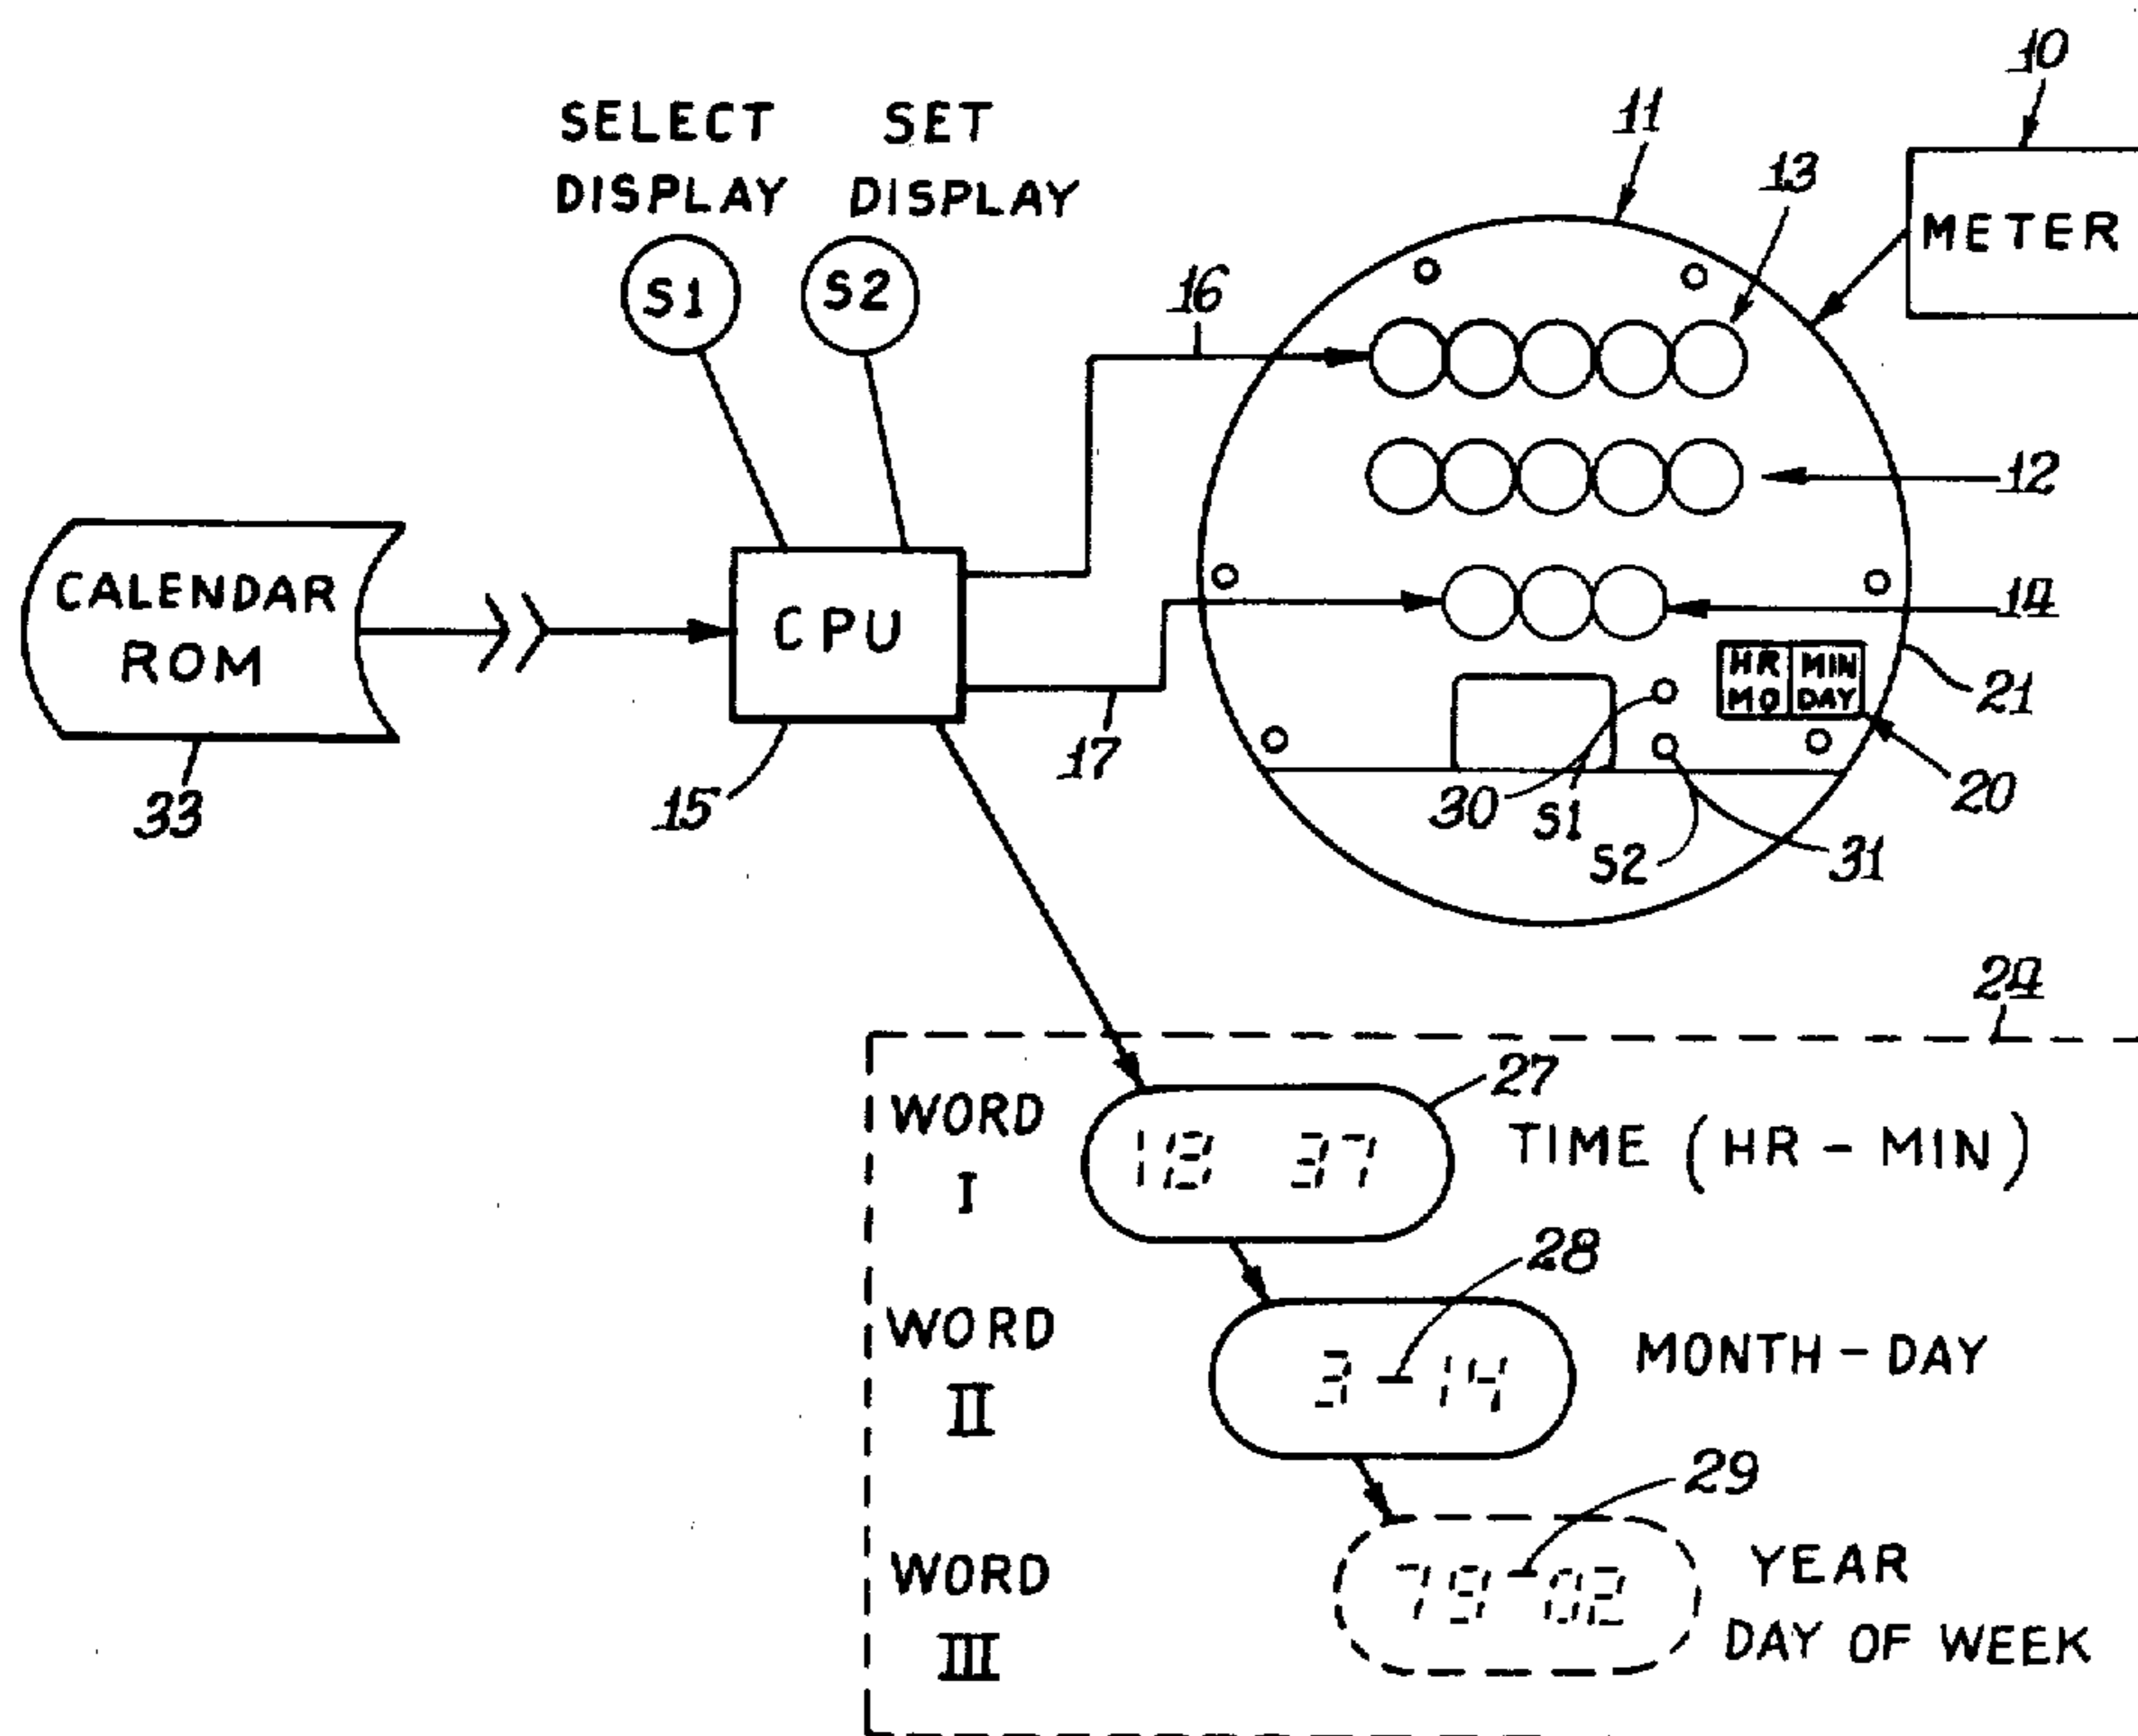 10
11
13
SELECT SET
DISPLAY DISPLAY
METER
S1 S2
16
12
CALENDAR
ROM
CPU
14
HR MIN
MO DAY
21
17
33
15
30 S1
20
S2
31
24
27
WORD
I
18 37
TIME (HR - MIN)
28
WORD
II
3 - 14
MONTH - DAY
29
WORD
III
79 - 02
YEAR
DAY OF WEEK